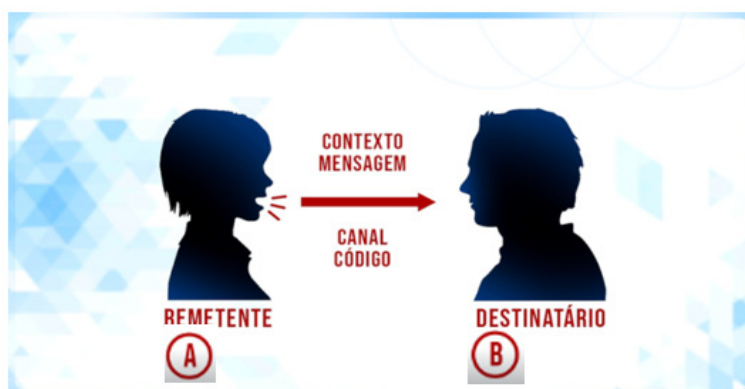 CONTEXTO
MENSAGEM
CANAL
CÓDIGO
REMETENTE
DESTINATÁRIO
A
B